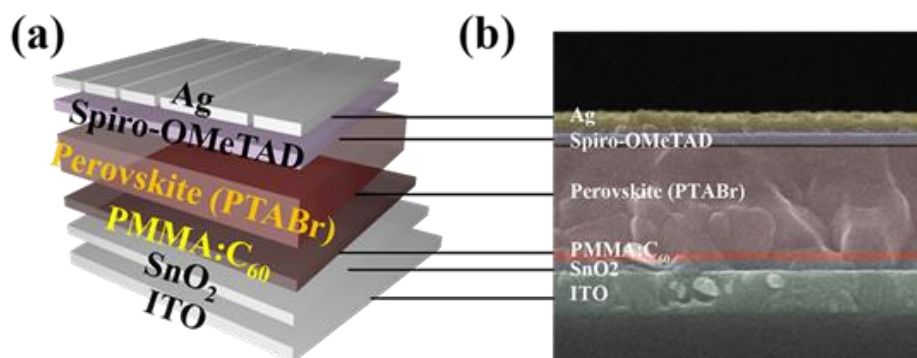 (a)
Ag
Spiro-OMeTAD
Perovskite (PTABr)
PMMA:C₆₀
SnO₂
ITO
(b)
Ag
Spiro-OMeTAD
Perovskite (PTABr)
PMMA:C₆₀
SnO2
ITO